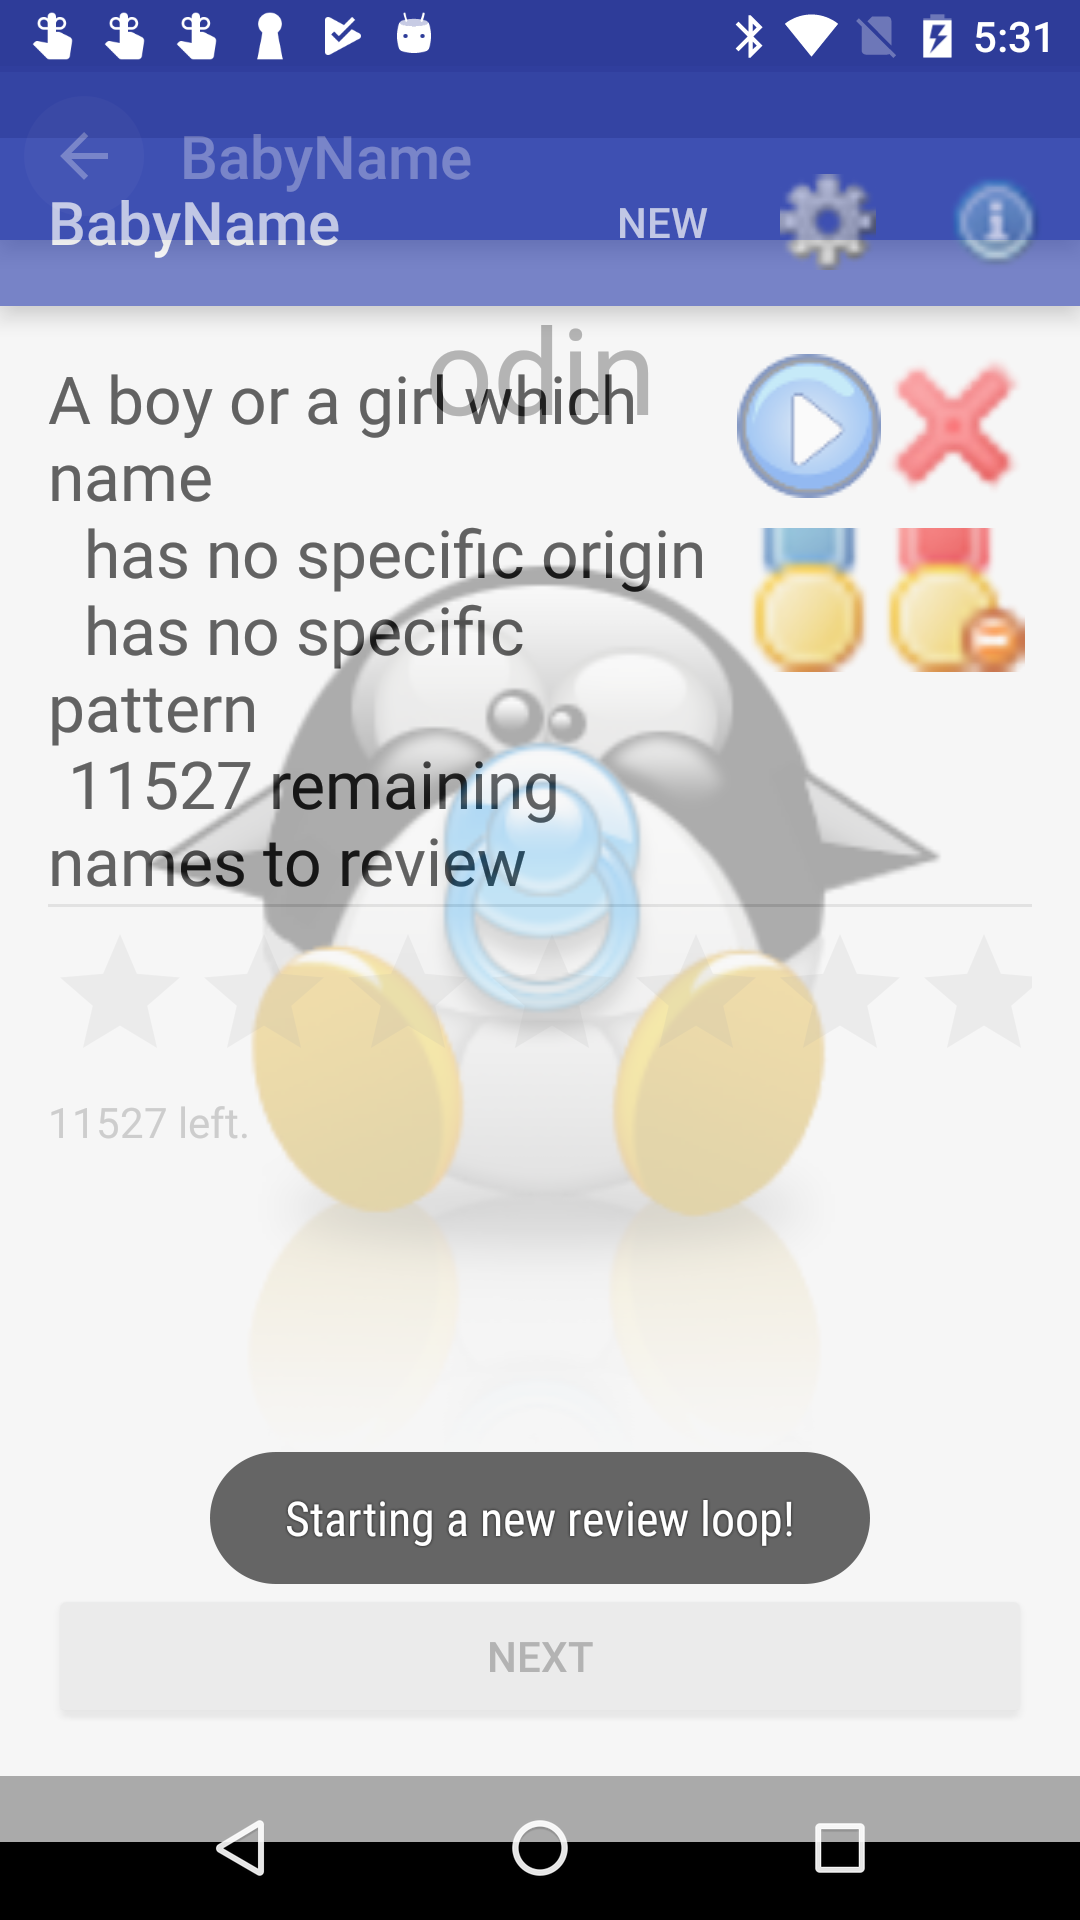 5:31
BabyName
BabyName NEW
odin
A boy or a girl which
name
has no specific origin
has no specific
pattern
11527 remaining
names to review
11527 left.
Starting a new review loop!
NEXT